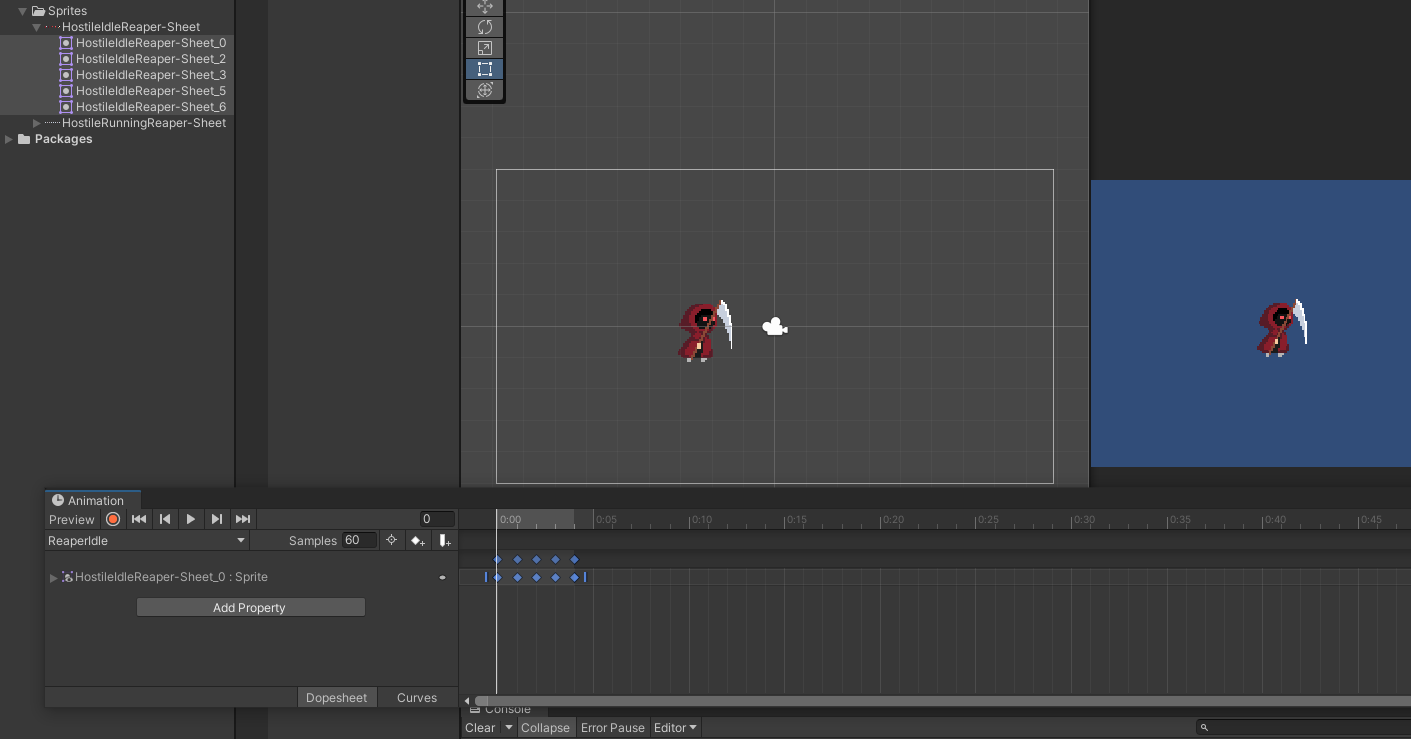 Sprites
HostileIdleReaper-Sheet
HostileIdleReaper-Sheet_0
HostileIdleReaper-Sheet_2
HostileIdleReaper-Sheet_3
HostileIdleReaper-Sheet_5
HostileIdleReaper-Sheet_6
HostileRunningReaper-Sheet
Packages
Animation
Preview 0
0:00 0:05 0:10 0:15 0:20 0:25 0:30 0:35 0:40 0:45
ReaperIdle Samples 60
HostileIdleReaper-Sheet_0 : Sprite
Add Property
Dopesheet Curves
Console
Clear Collapse Error Pause Editor